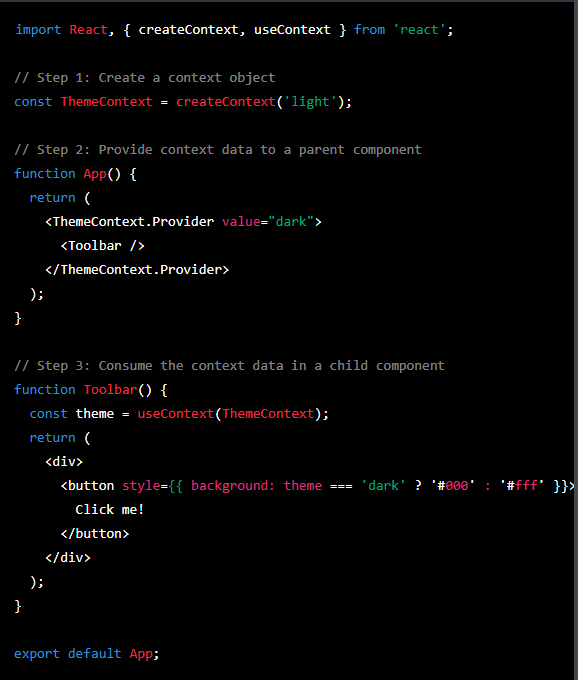 import React, { createContext, useContext } from 'react';
// Step 1: Create a context object
const ThemeContext = createContext('light');
// Step 2: Provide context data to a parent component
function App() {
return (
<ThemeContext.Provider value="dark">
<Toolbar />
</ThemeContext.Provider>
);
}
// Step 3: Consume the context data in a child component
function Toolbar() {
const theme = useContext(ThemeContext);
return (
<div>
<button style={{ background: theme === 'dark' ? '#000' : '#fff' }}>
Click me!
</button>
</div>
);
}
export default App;